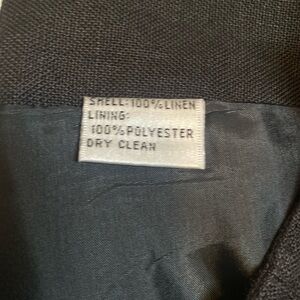 SHELL:100%LINEN
LINING:
100%POLYESTER
DRY CLEAN